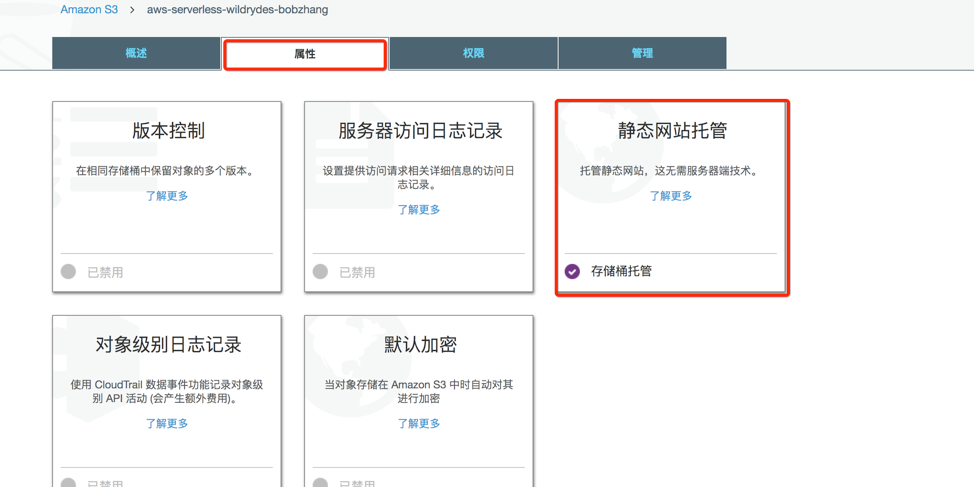 Amazon S3 > aws-serverless-wildrydes-bobzhang
概述 属性 权限 管理
版本控制
在相同存储桶中保留对象的多个版本。
了解更多
已禁用
服务器访问日志记录
设置提供访问请求相关详细信息的访问日
志记录。
了解更多
已禁用
静态网站托管
托管静态网站，这无需服务器端技术。
了解更多
存储桶托管
对象级别日志记录
使用 CloudTrail 数据事件功能记录对象级
别 API 活动 (会产生额外费用)。
了解更多
已禁用
默认加密
当对象存储在 Amazon S3 中时自动对其
进行加密
了解更多
已禁用